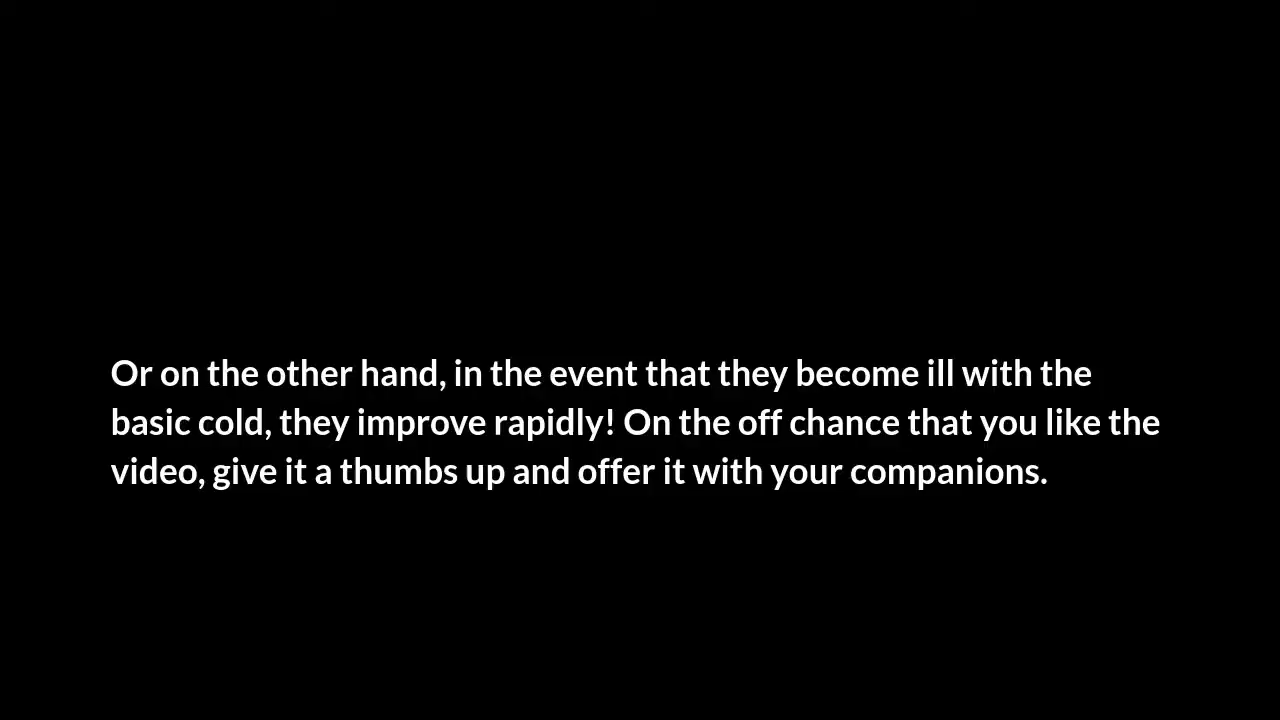 Or on the other hand, in the event that they become ill with the
basic cold, they improve rapidly! On the off chance that you like the
video, give it a thumbs up and offer it with your companions.